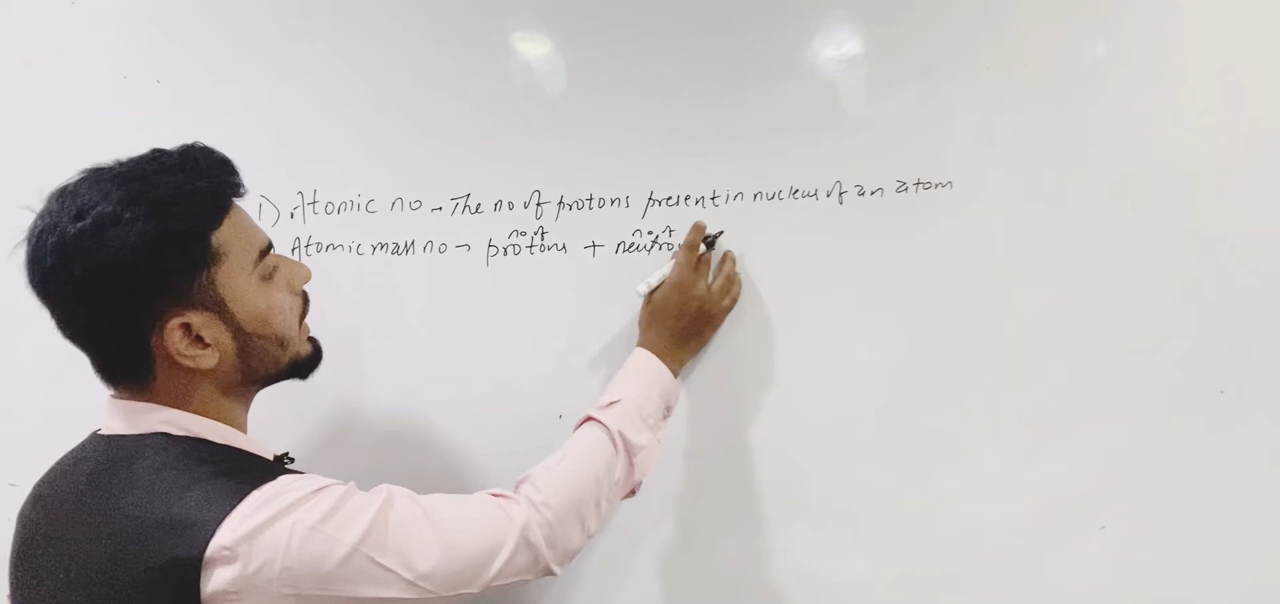 1) Atomic no → The no of protons present in nucleus of an atom
Atomic mass no → no of protons + no of neutro